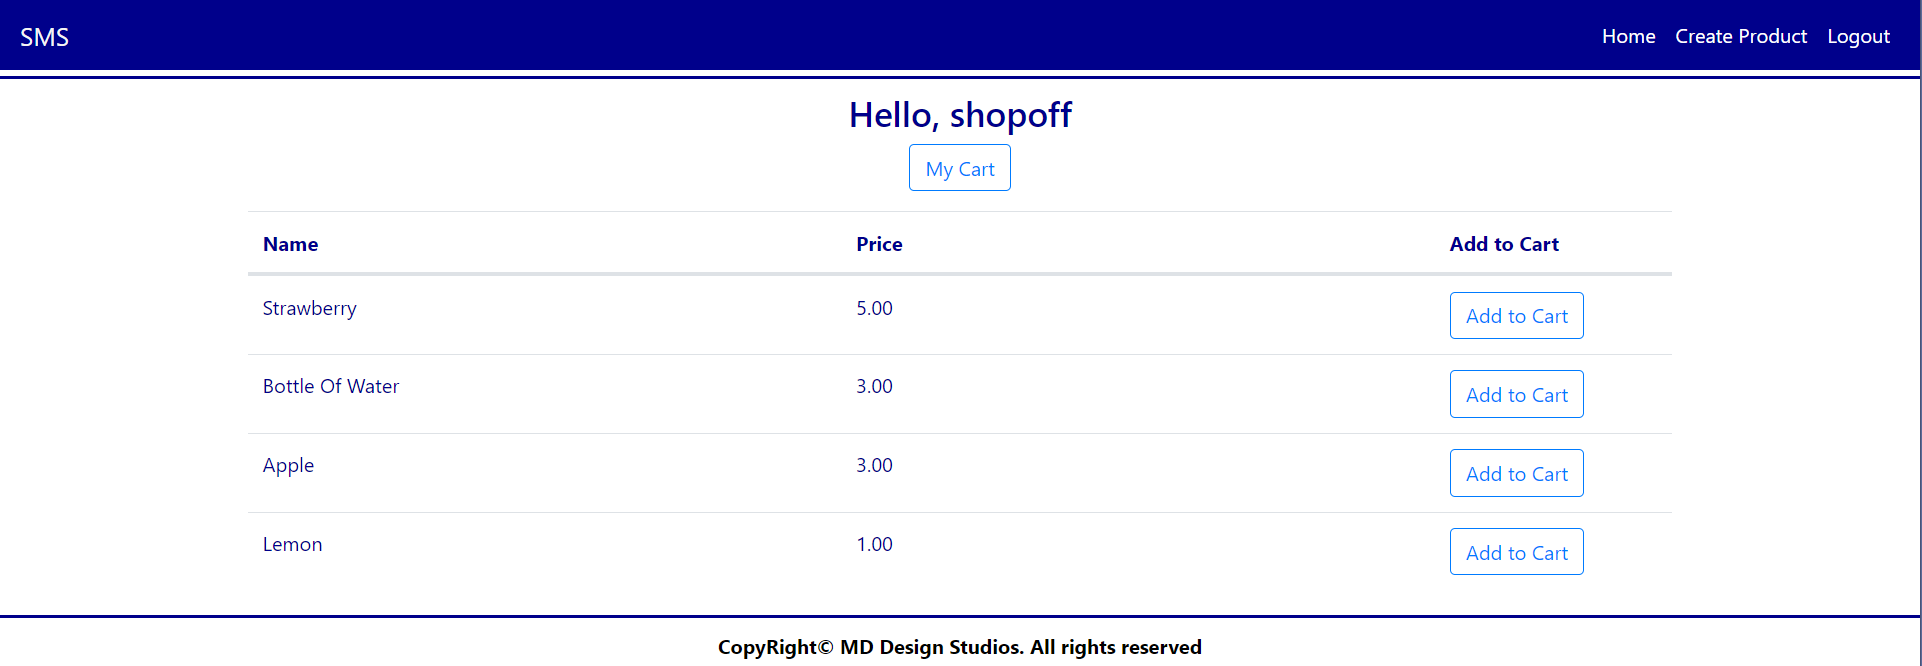 SMS Home Create Product Logout
Hello, shopoff
My Cart
Name Price Add to Cart
Strawberry 5.00 Add to Cart
Bottle Of Water 3.00 Add to Cart
Apple 3.00 Add to Cart
Lemon 1.00 Add to Cart
CopyRight© MD Design Studios. All rights reserved